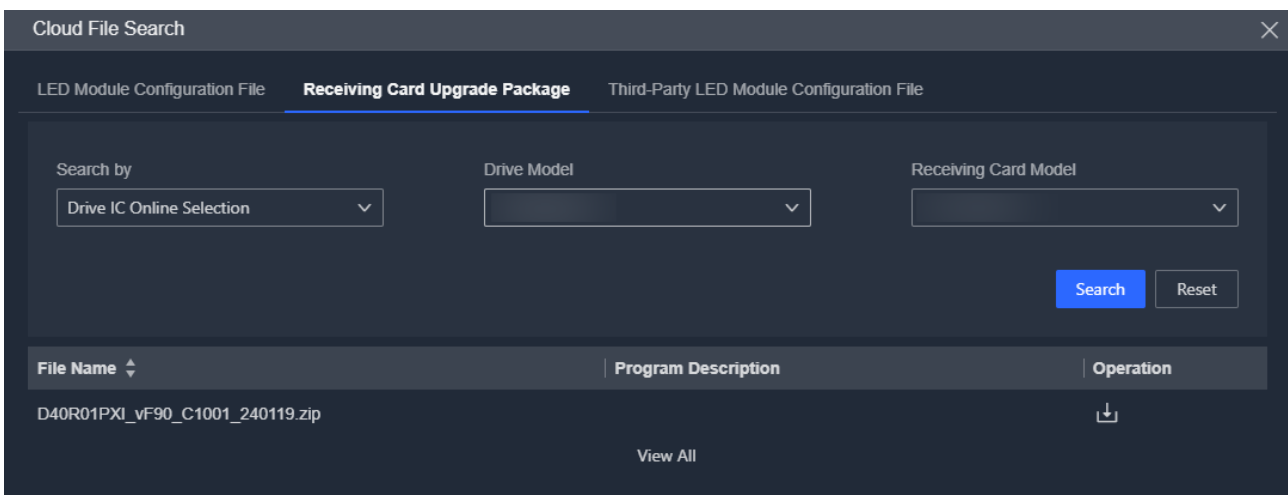 Cloud File Search
LED Module Configuration File Receiving Card Upgrade Package Third-Party LED Module Configuration File
Search by Drive Model Receiving Card Model
Drive IC Online Selection
Search Reset
File Name Program Description Operation
D40R01PXI_vF90_C1001_240119.zip
View All